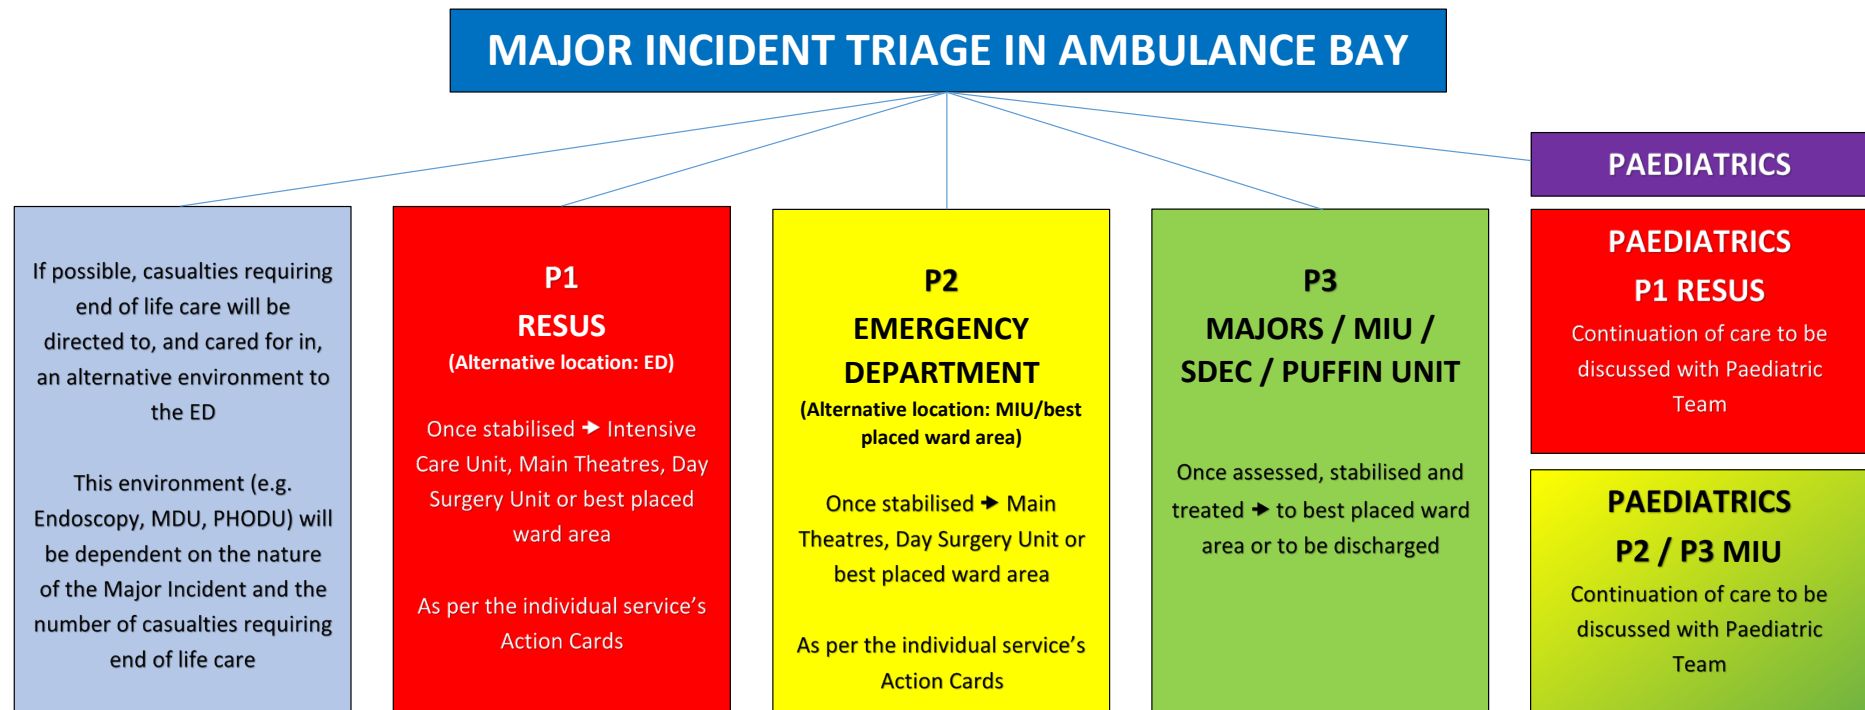 MAJOR INCIDENT TRIAGE IN AMBULANCE BAY
If possible, casualties requiring
end of life care will be
directed to, and cared for in,
an alternative environment to
the ED
This environment (e.g.
Endoscopy, MDU, PHODU) will
be dependent on the nature
of the Major Incident and the
number of casualties requiring
end of life care
P1
RESUS
(Alternative location: ED)
Once stabilised ➔ Intensive
Care Unit, Main Theatres, Day
Surgery Unit or best placed
ward area
As per the individual service’s
Action Cards
P2
EMERGENCY
DEPARTMENT
(Alternative location: MIU/best
placed ward area)
Once stabilised ➔ Main
Theatres, Day Surgery Unit or
best placed ward area
As per the individual service’s
Action Cards
P3
MAJORS / MIU /
SDEC / PUFFIN UNIT
Once assessed, stabilised and
treated ➔ to best placed ward
area or to be discharged
PAEDIATRICS
PAEDIATRICS
P1 RESUS
Continuation of care to be
discussed with Paediatric
Team
PAEDIATRICS
P2 / P3 MIU
Continuation of care to be
discussed with Paediatric
Team